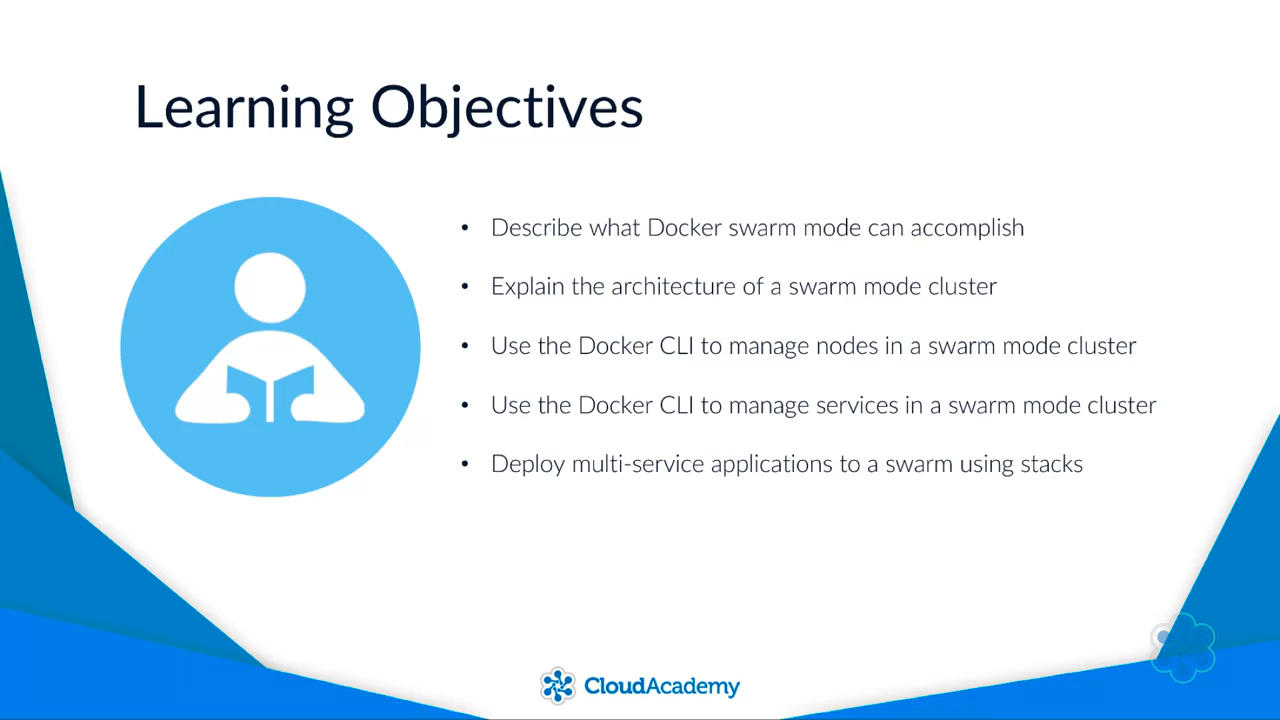 Learning Objectives
• Describe what Docker swarm mode can accomplish
• Explain the architecture of a swarm mode cluster
• Use the Docker CLI to manage nodes in a swarm mode cluster
• Use the Docker CLI to manage services in a swarm mode cluster
• Deploy multi-service applications to a swarm using stacks
CloudAcademy